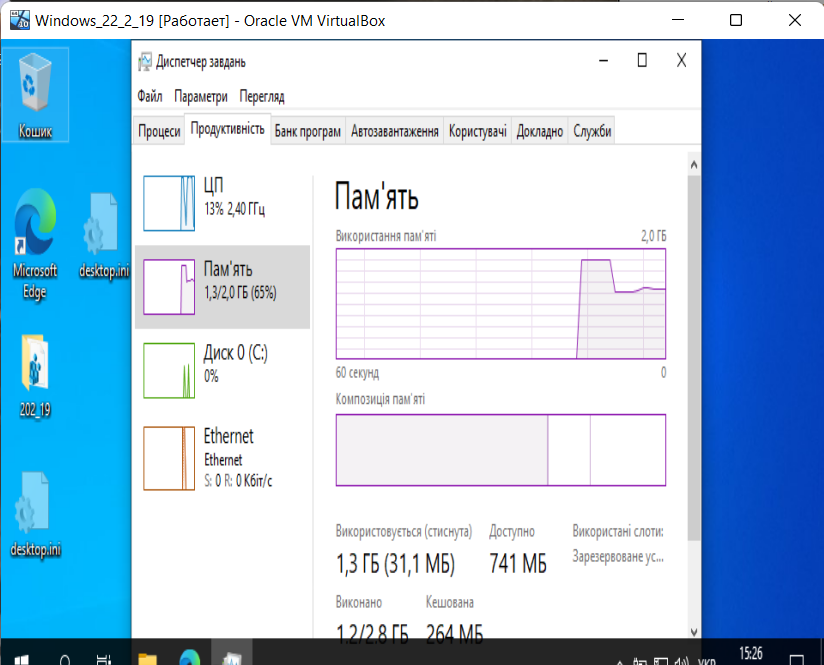 Windows_22_2_19 [Работает] - Oracle VM VirtualBox
Кошик
Microsoft
Edge
desktop.ini
202_19
desktop.ini
Диспетчер завдань
Файл Параметри Перегляд
Процеси Продуктивність Банк програм Автозавантаження Користувачі Докладно Служби
ЦП
13% 2,40 ГГц
Пам'ять
1,3/2,0 ГБ (65%)
Диск 0 (C:)
0%
Ethernet
Ethernet
S: 0 R: 0 Кбіт/с
Пам'ять
Використання пам'яті 2,0 ГБ
60 секунд 0
Композиція пам'яті
Використовується (стиснута) Доступно Використані слоти:
1,3 ГБ (31,1 МБ) 741 МБ Зарезервоване ус...
Виконано Кешована
1,2/2,8 ГБ 264 МБ
УКР 15:26